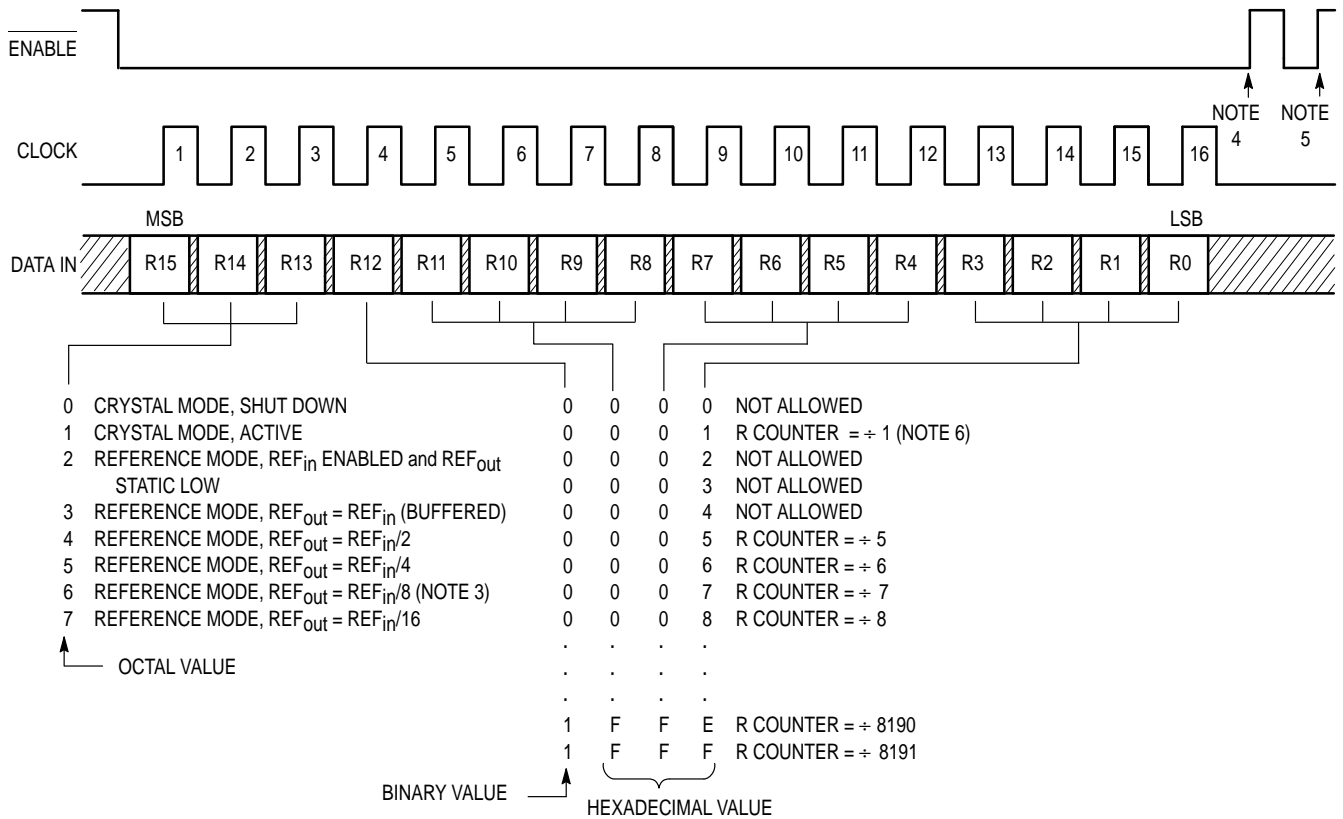 ENABLE
NOTE 4
NOTE 5
CLOCK
1 2 3 4 5 6 7 8 9 10 11 12 13 14 15 16
MSB LSB
DATA IN R15 R14 R13 R12 R11 R10 R9 R8 R7 R6 R5 R4 R3 R2 R1 R0
0 CRYSTAL MODE, SHUT DOWN
1 CRYSTAL MODE, ACTIVE
2 REFERENCE MODE, REFin ENABLED and REFout
STATIC LOW
3 REFERENCE MODE, REFout = REFin (BUFFERED)
4 REFERENCE MODE, REFout = REFin/2
5 REFERENCE MODE, REFout = REFin/4
6 REFERENCE MODE, REFout = REFin/8 (NOTE 3)
7 REFERENCE MODE, REFout = REFin/16
OCTAL VALUE
0 0 0 0 NOT ALLOWED
0 0 0 1 R COUNTER = ÷ 1 (NOTE 6)
0 0 0 2 NOT ALLOWED
0 0 0 3 NOT ALLOWED
0 0 0 4 NOT ALLOWED
0 0 0 5 R COUNTER = ÷ 5
0 0 0 6 R COUNTER = ÷ 6
0 0 0 7 R COUNTER = ÷ 7
0 0 0 8 R COUNTER = ÷ 8
. . . .
. . . .
. . . .
1 F F E R COUNTER = ÷ 8190
1 F F F R COUNTER = ÷ 8191
BINARY VALUE
HEXADECIMAL VALUE